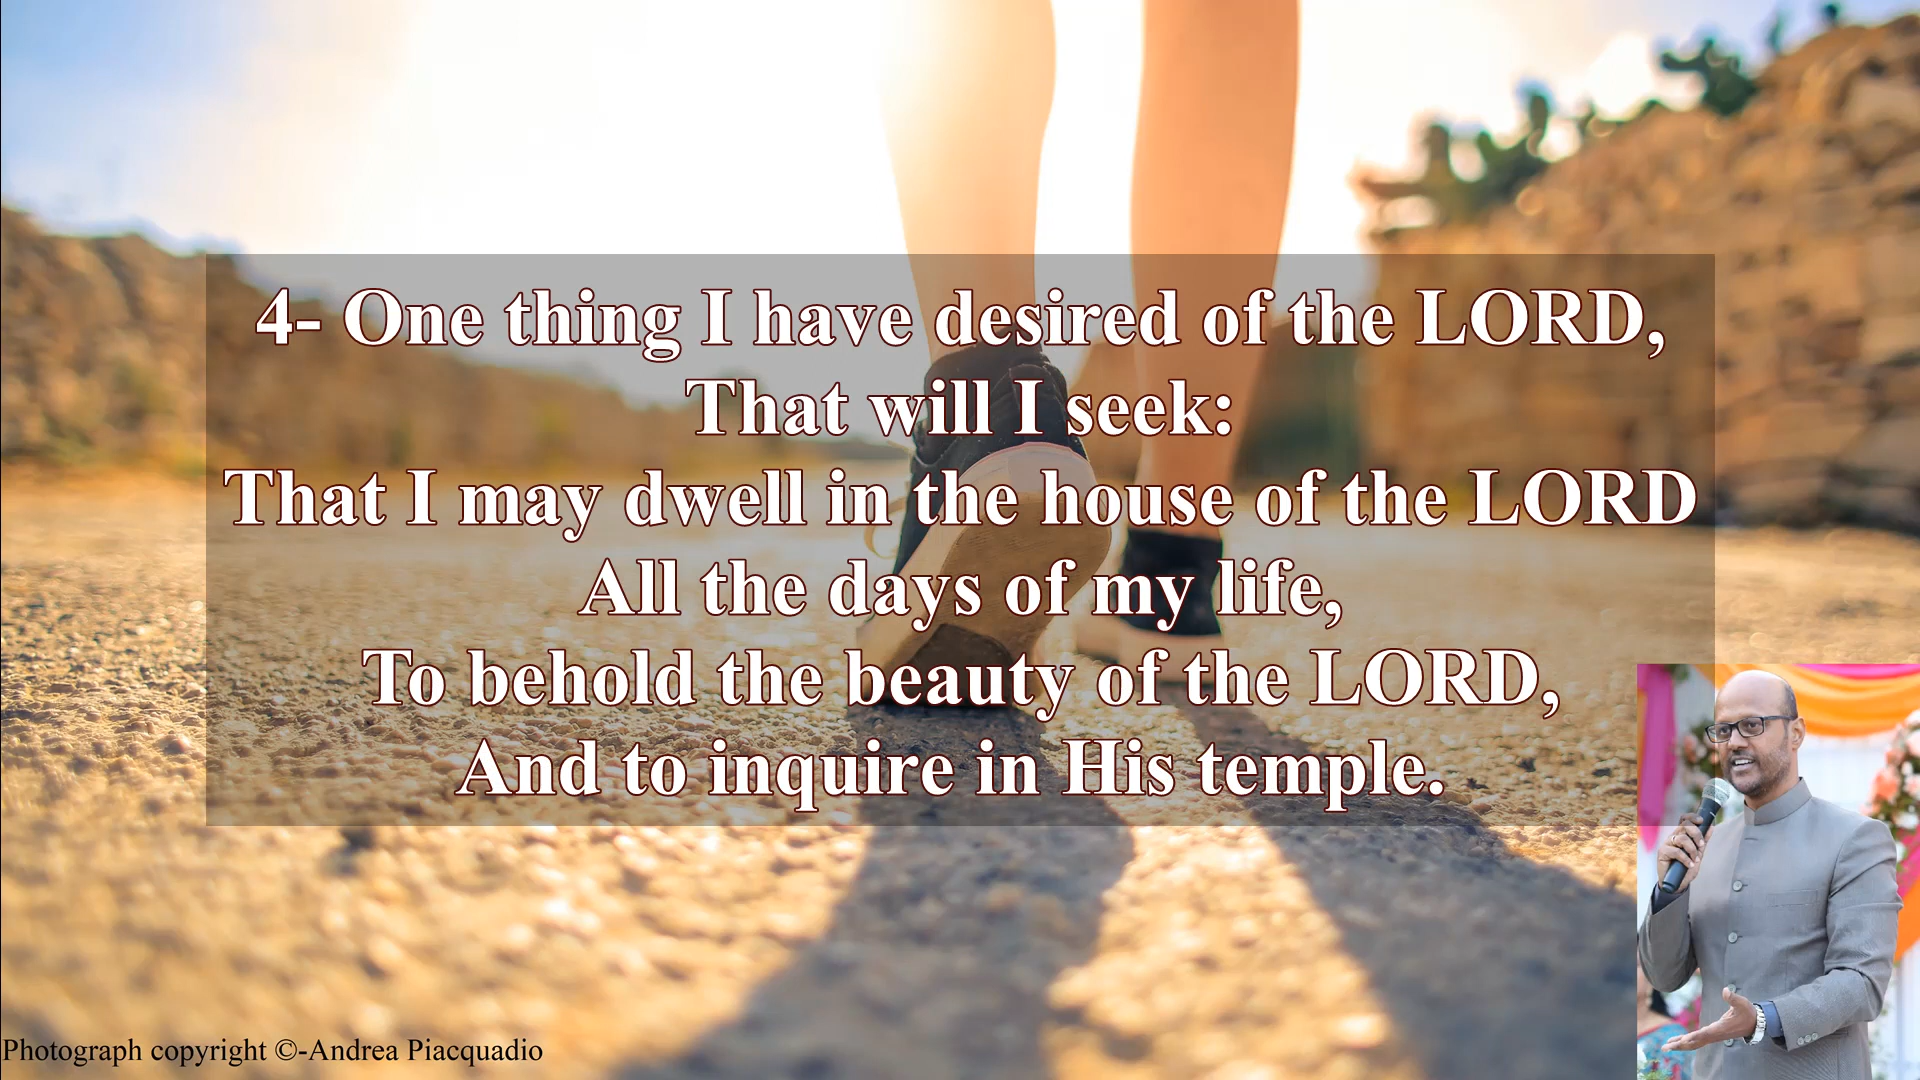 4- One thing I have desired of the LORD,
That will I seek:
That I may dwell in the house of the LORD
All the days of my life,
To behold the beauty of the LORD,
And to inquire in His temple.
Photograph copyright ©-Andrea Piacquadio